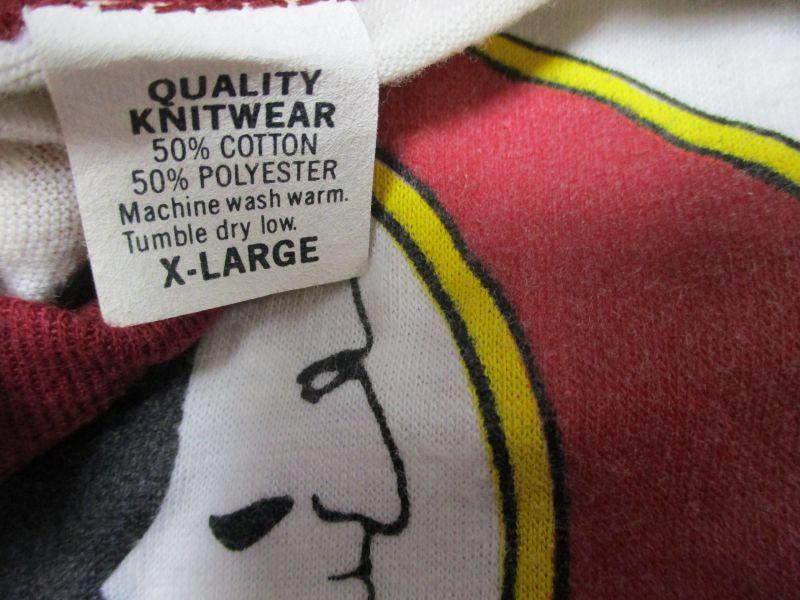 QUALITY
KNITWEAR
50% COTTON
50% POLYESTER
Machine wash warm.
Tumble dry low.
X-LARGE